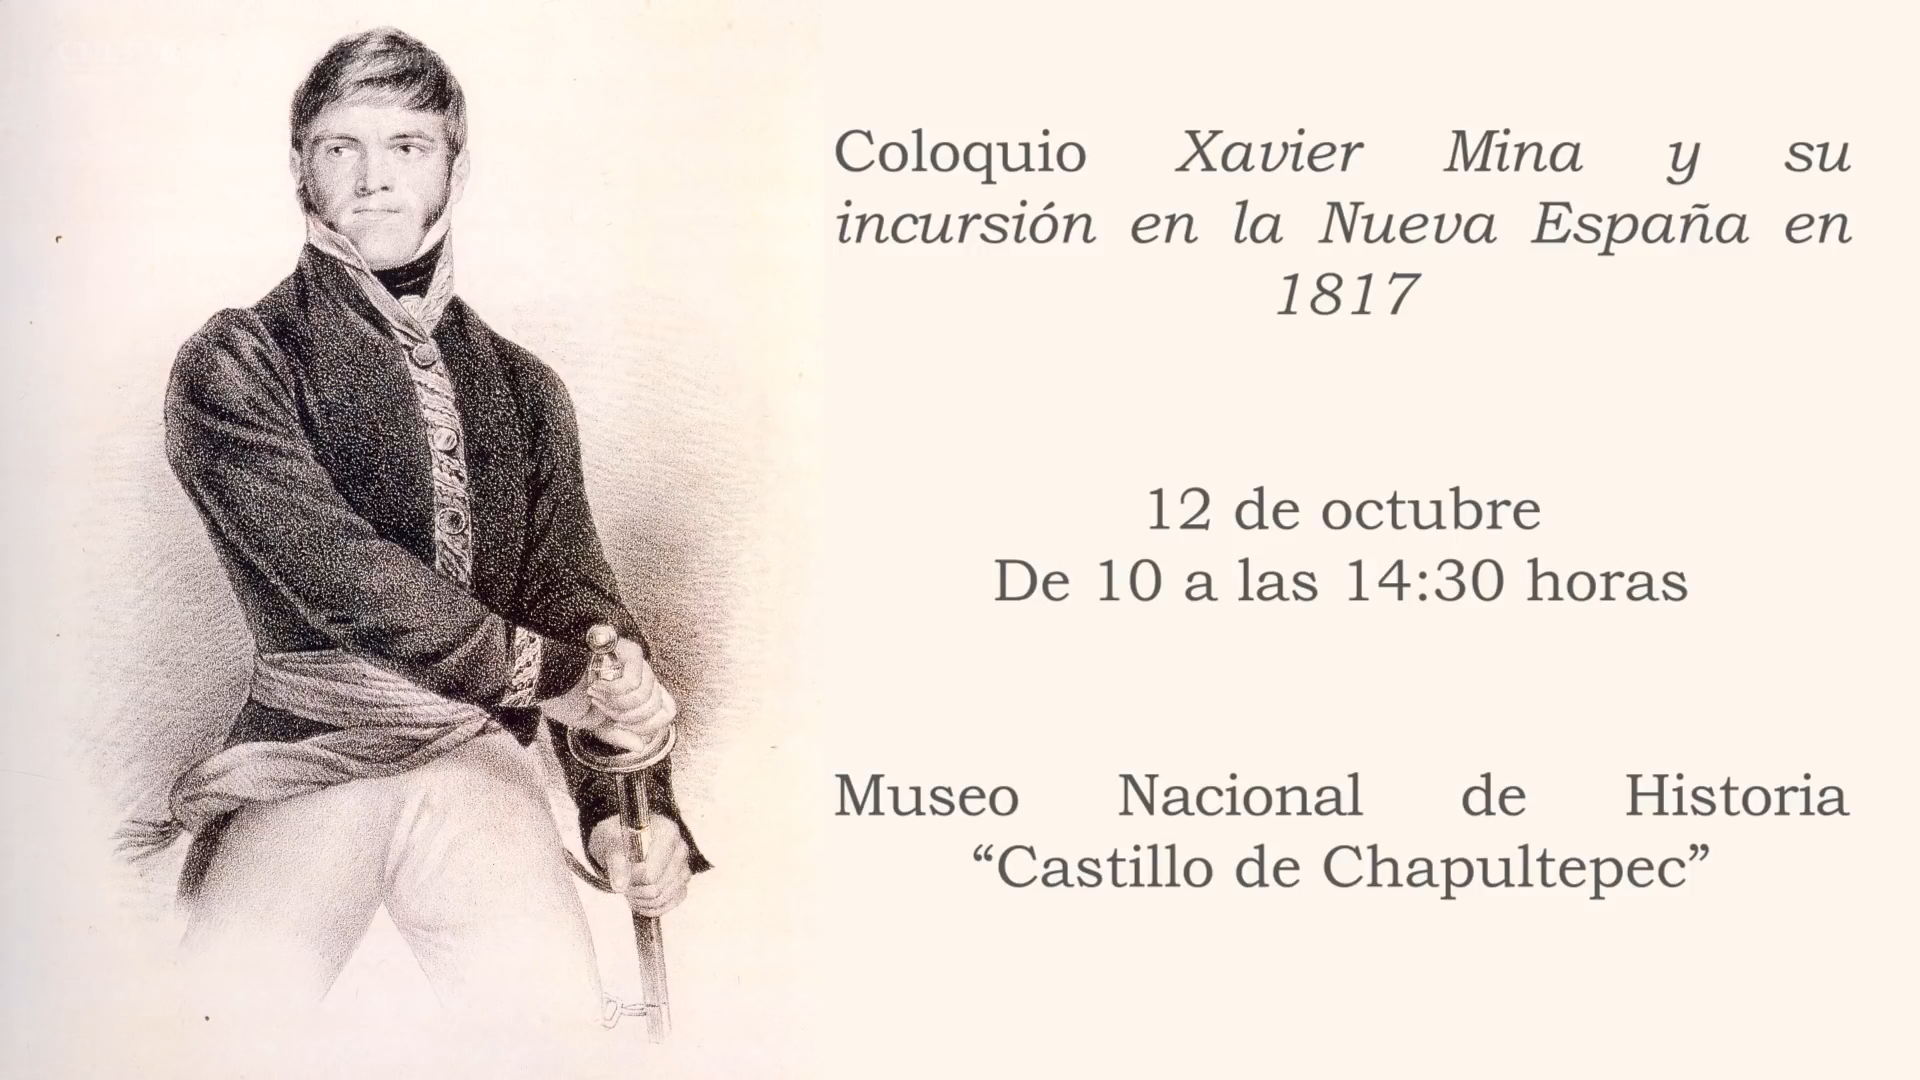 Coloquio Xavier Mina y su
incursión en la Nueva España en
1817
12 de octubre
De 10 a las 14:30 horas
Museo Nacional de Historia
“Castillo de Chapultepec”